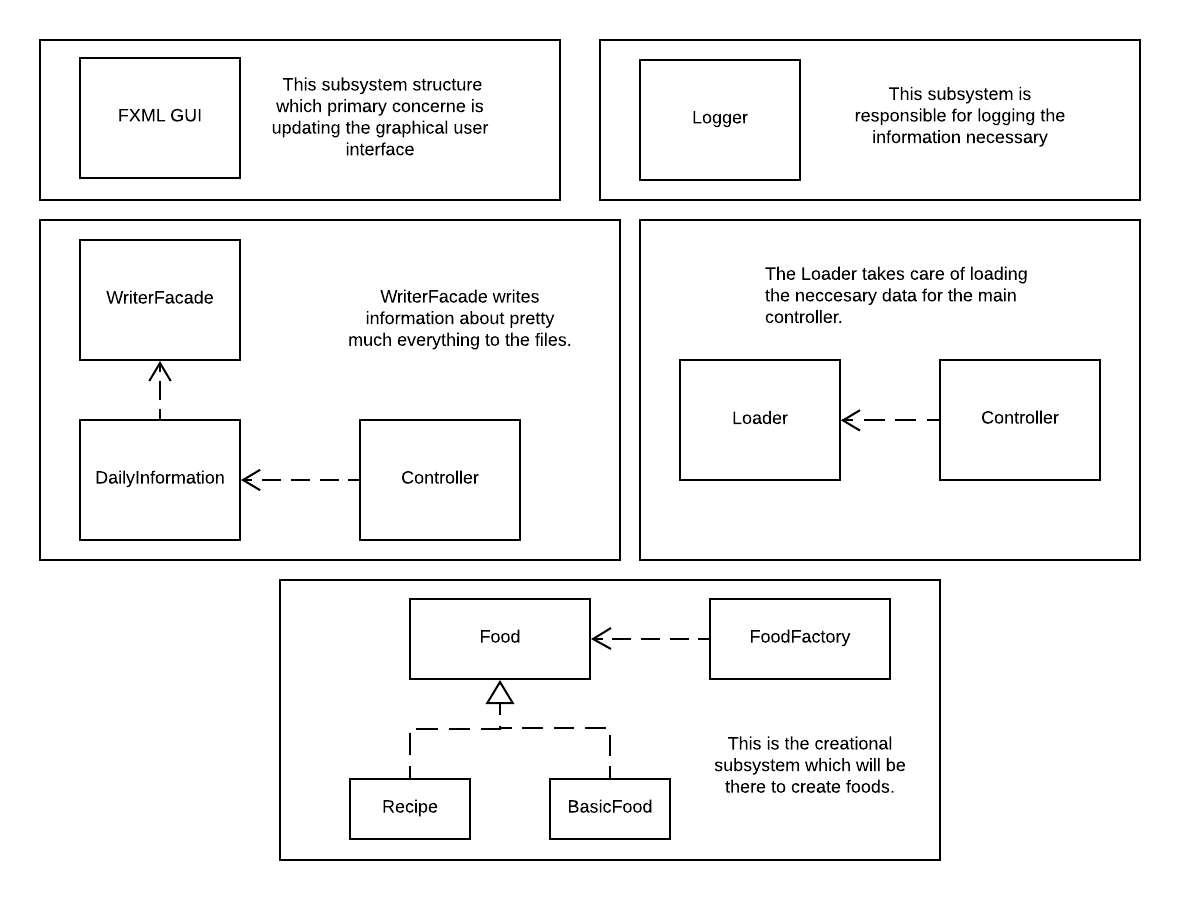 FXML GUI
This subsystem structure
which primary concerne is
updating the graphical user
interface
Logger
This subsystem is
responsible for logging the
information necessary
WriterFacade
WriterFacade writes
information about pretty
much everything to the files.
DailyInformation
Controller
The Loader takes care of loading
the neccesary data for the main
controller.
Loader
Controller
Food
FoodFactory
This is the creational
subsystem which will be
there to create foods.
Recipe
BasicFood